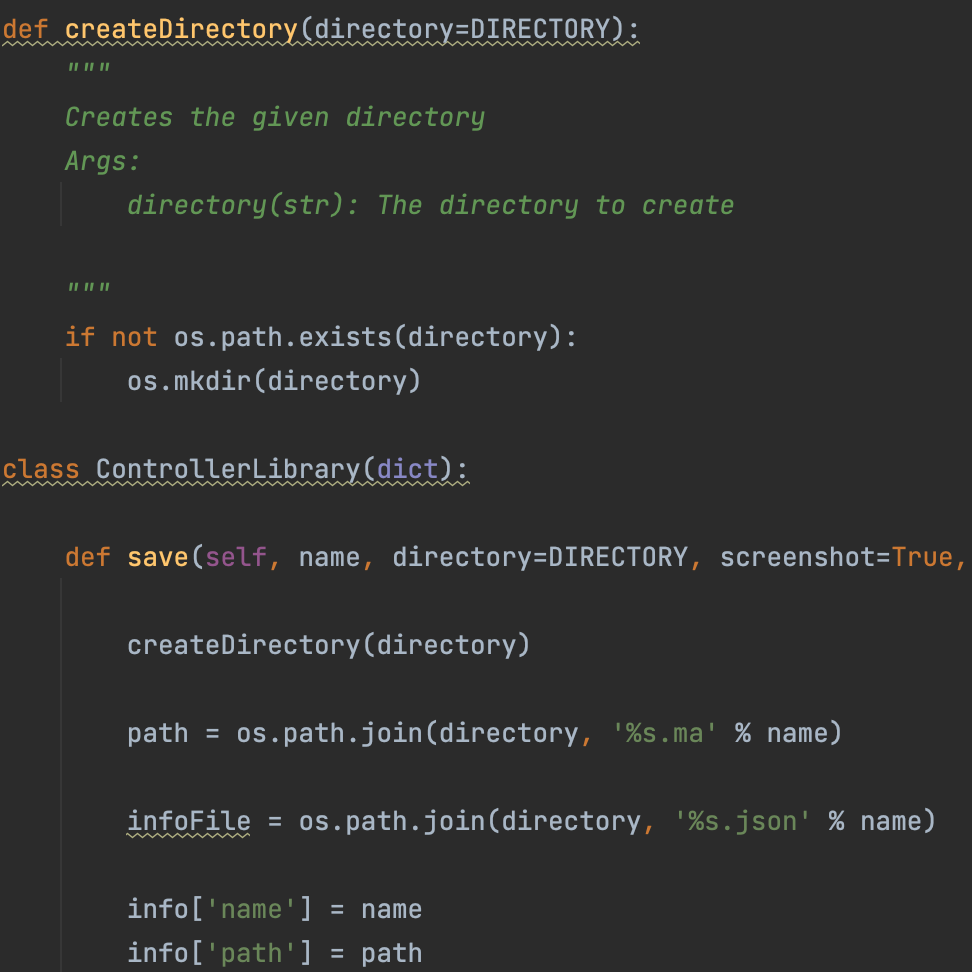 def createDirectory(directory=DIRECTORY):
    """
    Creates the given directory
    Args:
        directory(str): The directory to create

    """
    if not os.path.exists(directory):
        os.mkdir(directory)

class ControllerLibrary(dict):

    def save(self, name, directory=DIRECTORY, screenshot=True,

        createDirectory(directory)

        path = os.path.join(directory, '%s.ma' % name)

        infoFile = os.path.join(directory, '%s.json' % name)

        info['name'] = name
        info['path'] = path